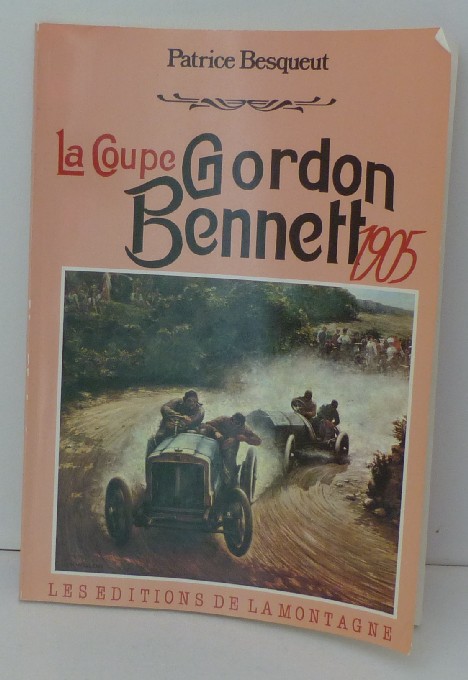 Patrice Besqueut
La Coupe Gordon
Bennett 1905
LES EDITIONS DE LA MONTAGNE